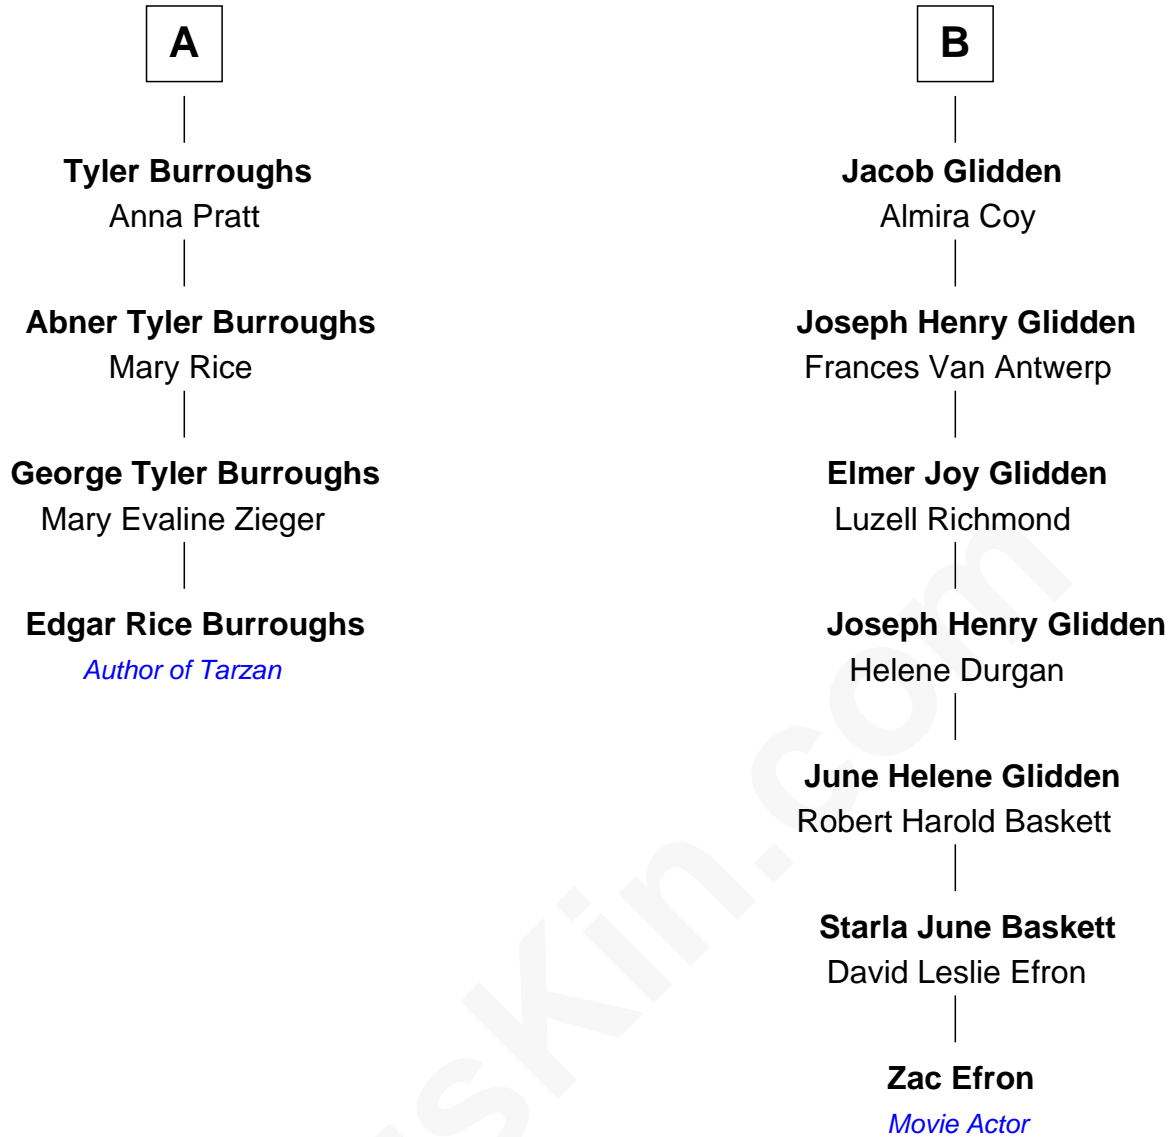 A
Tyler Burroughs
Anna Pratt
Abner Tyler Burroughs
Mary Rice
George Tyler Burroughs
Mary Evaline Zieger
Edgar Rice Burroughs
Author of Tarzan
B
Jacob Glidden
Almira Coy
Joseph Henry Glidden
Frances Van Antwerp
Elmer Joy Glidden
Luzell Richmond
Joseph Henry Glidden
Helene Durgan
June Helene Glidden
Robert Harold Baskett
Starla June Baskett
David Leslie Efron
Zac Efron
Movie Actor
usKin.com